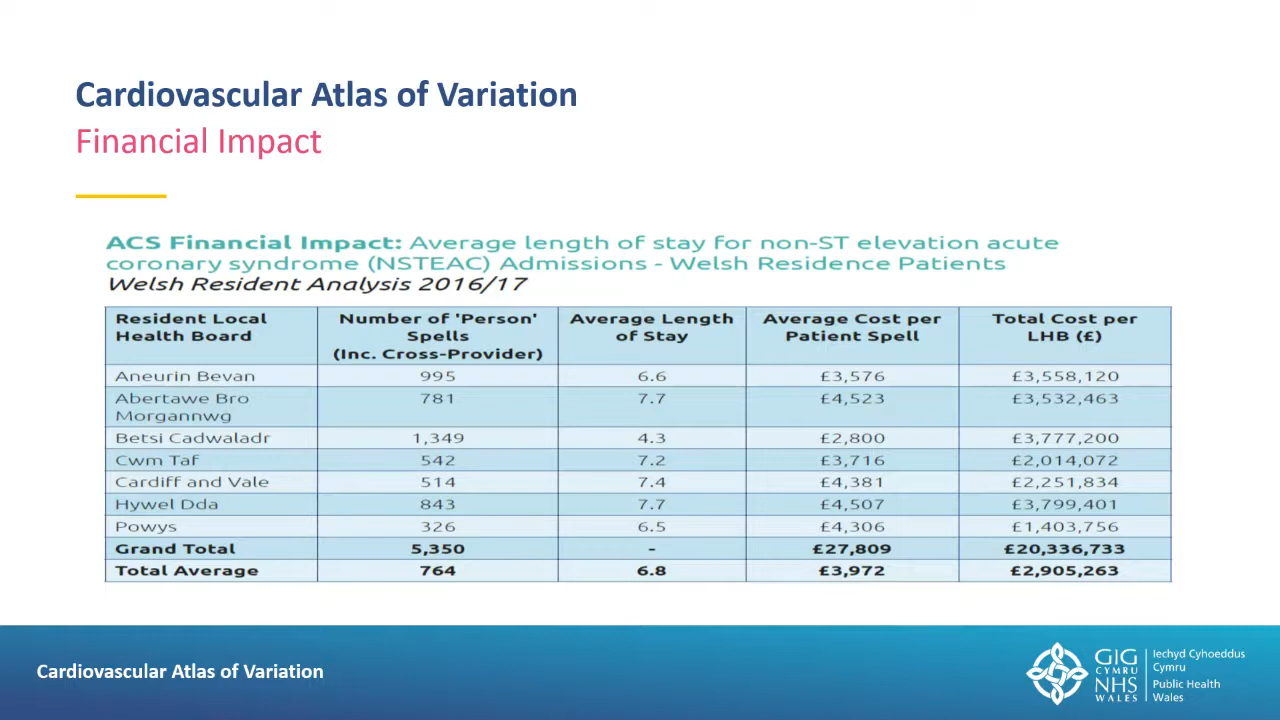 Cardiovascular Atlas of Variation
Financial Impact
ACS Financial Impact: Average length of stay for non-ST elevation acute
coronary syndrome (NSTEAC) Admissions - Welsh Residence Patients
Welsh Resident Analysis 2016/17
Resident Local Health Board | Number of 'Person' Spells (Inc. Cross-Provider) | Average Length of Stay | Average Cost per Patient Spell | Total Cost per LHB (£)
Aneurin Bevan | 995 | 6.6 | £3,576 | £3,558,120
Abertawe Bro Morgannwg | 781 | 7.7 | £4,523 | £3,532,463
Betsi Cadwaladr | 1,349 | 4.3 | £2,800 | £3,777,200
Cwm Taf | 542 | 7.2 | £3,716 | £2,014,072
Cardiff and Vale | 514 | 7.4 | £4,381 | £2,251,834
Hywel Dda | 843 | 7.7 | £4,507 | £3,799,401
Powys | 326 | 6.5 | £4,306 | £1,403,756
Grand Total | 5,350 | - | £27,809 | £20,336,733
Total Average | 764 | 6.8 | £3,972 | £2,905,263
Cardiovascular Atlas of Variation
GIG
CYMRU
NHS
WALES
Iechyd Cyhoeddus
Cymru
Public Health
Wales